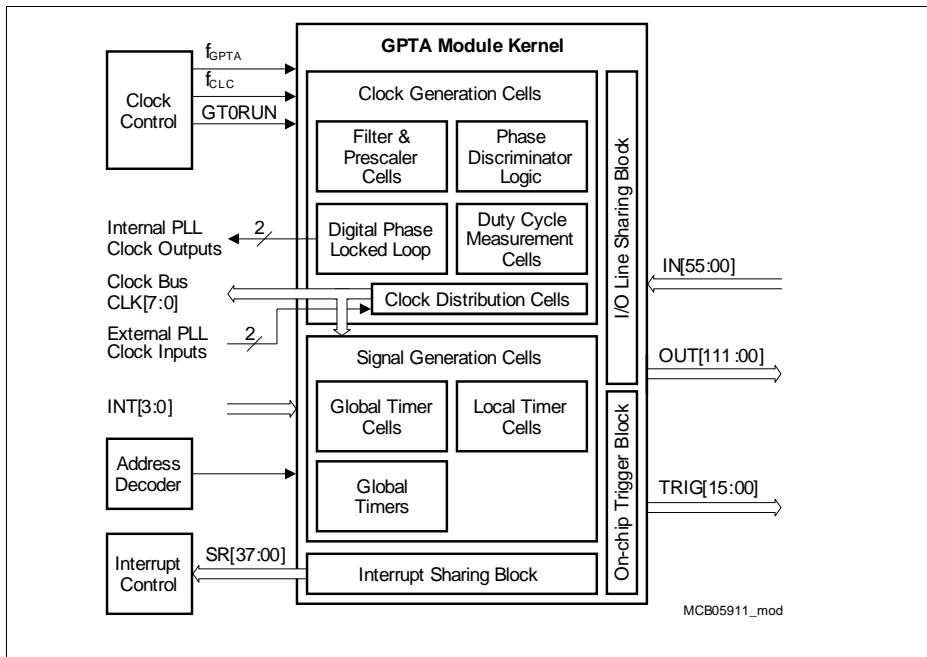 GPTA Module Kernel
fGPTA
fCLC
GT0RUN
Clock
Control
Clock Generation Cells
Filter &
Prescaler
Cells
Phase
Discriminator
Logic
Internal PLL
Clock Outputs
2
Digital Phase
Locked Loop
Duty Cycle
Measurement
Cells
Clock Bus
CLK[7:0]
Clock Distribution Cells
External PLL
Clock Inputs
2
I/O Line Sharing Block
IN[55:00]
OUT[111:00]
Signal Generation Cells
INT[3:0]
Global Timer
Cells
Local Timer
Cells
Address
Decoder
Global
Timers
On-chip Trigger Block
TRIG[15:00]
Interrupt
Control
SR[37:00]
Interrupt Sharing Block
MCB05911_mod